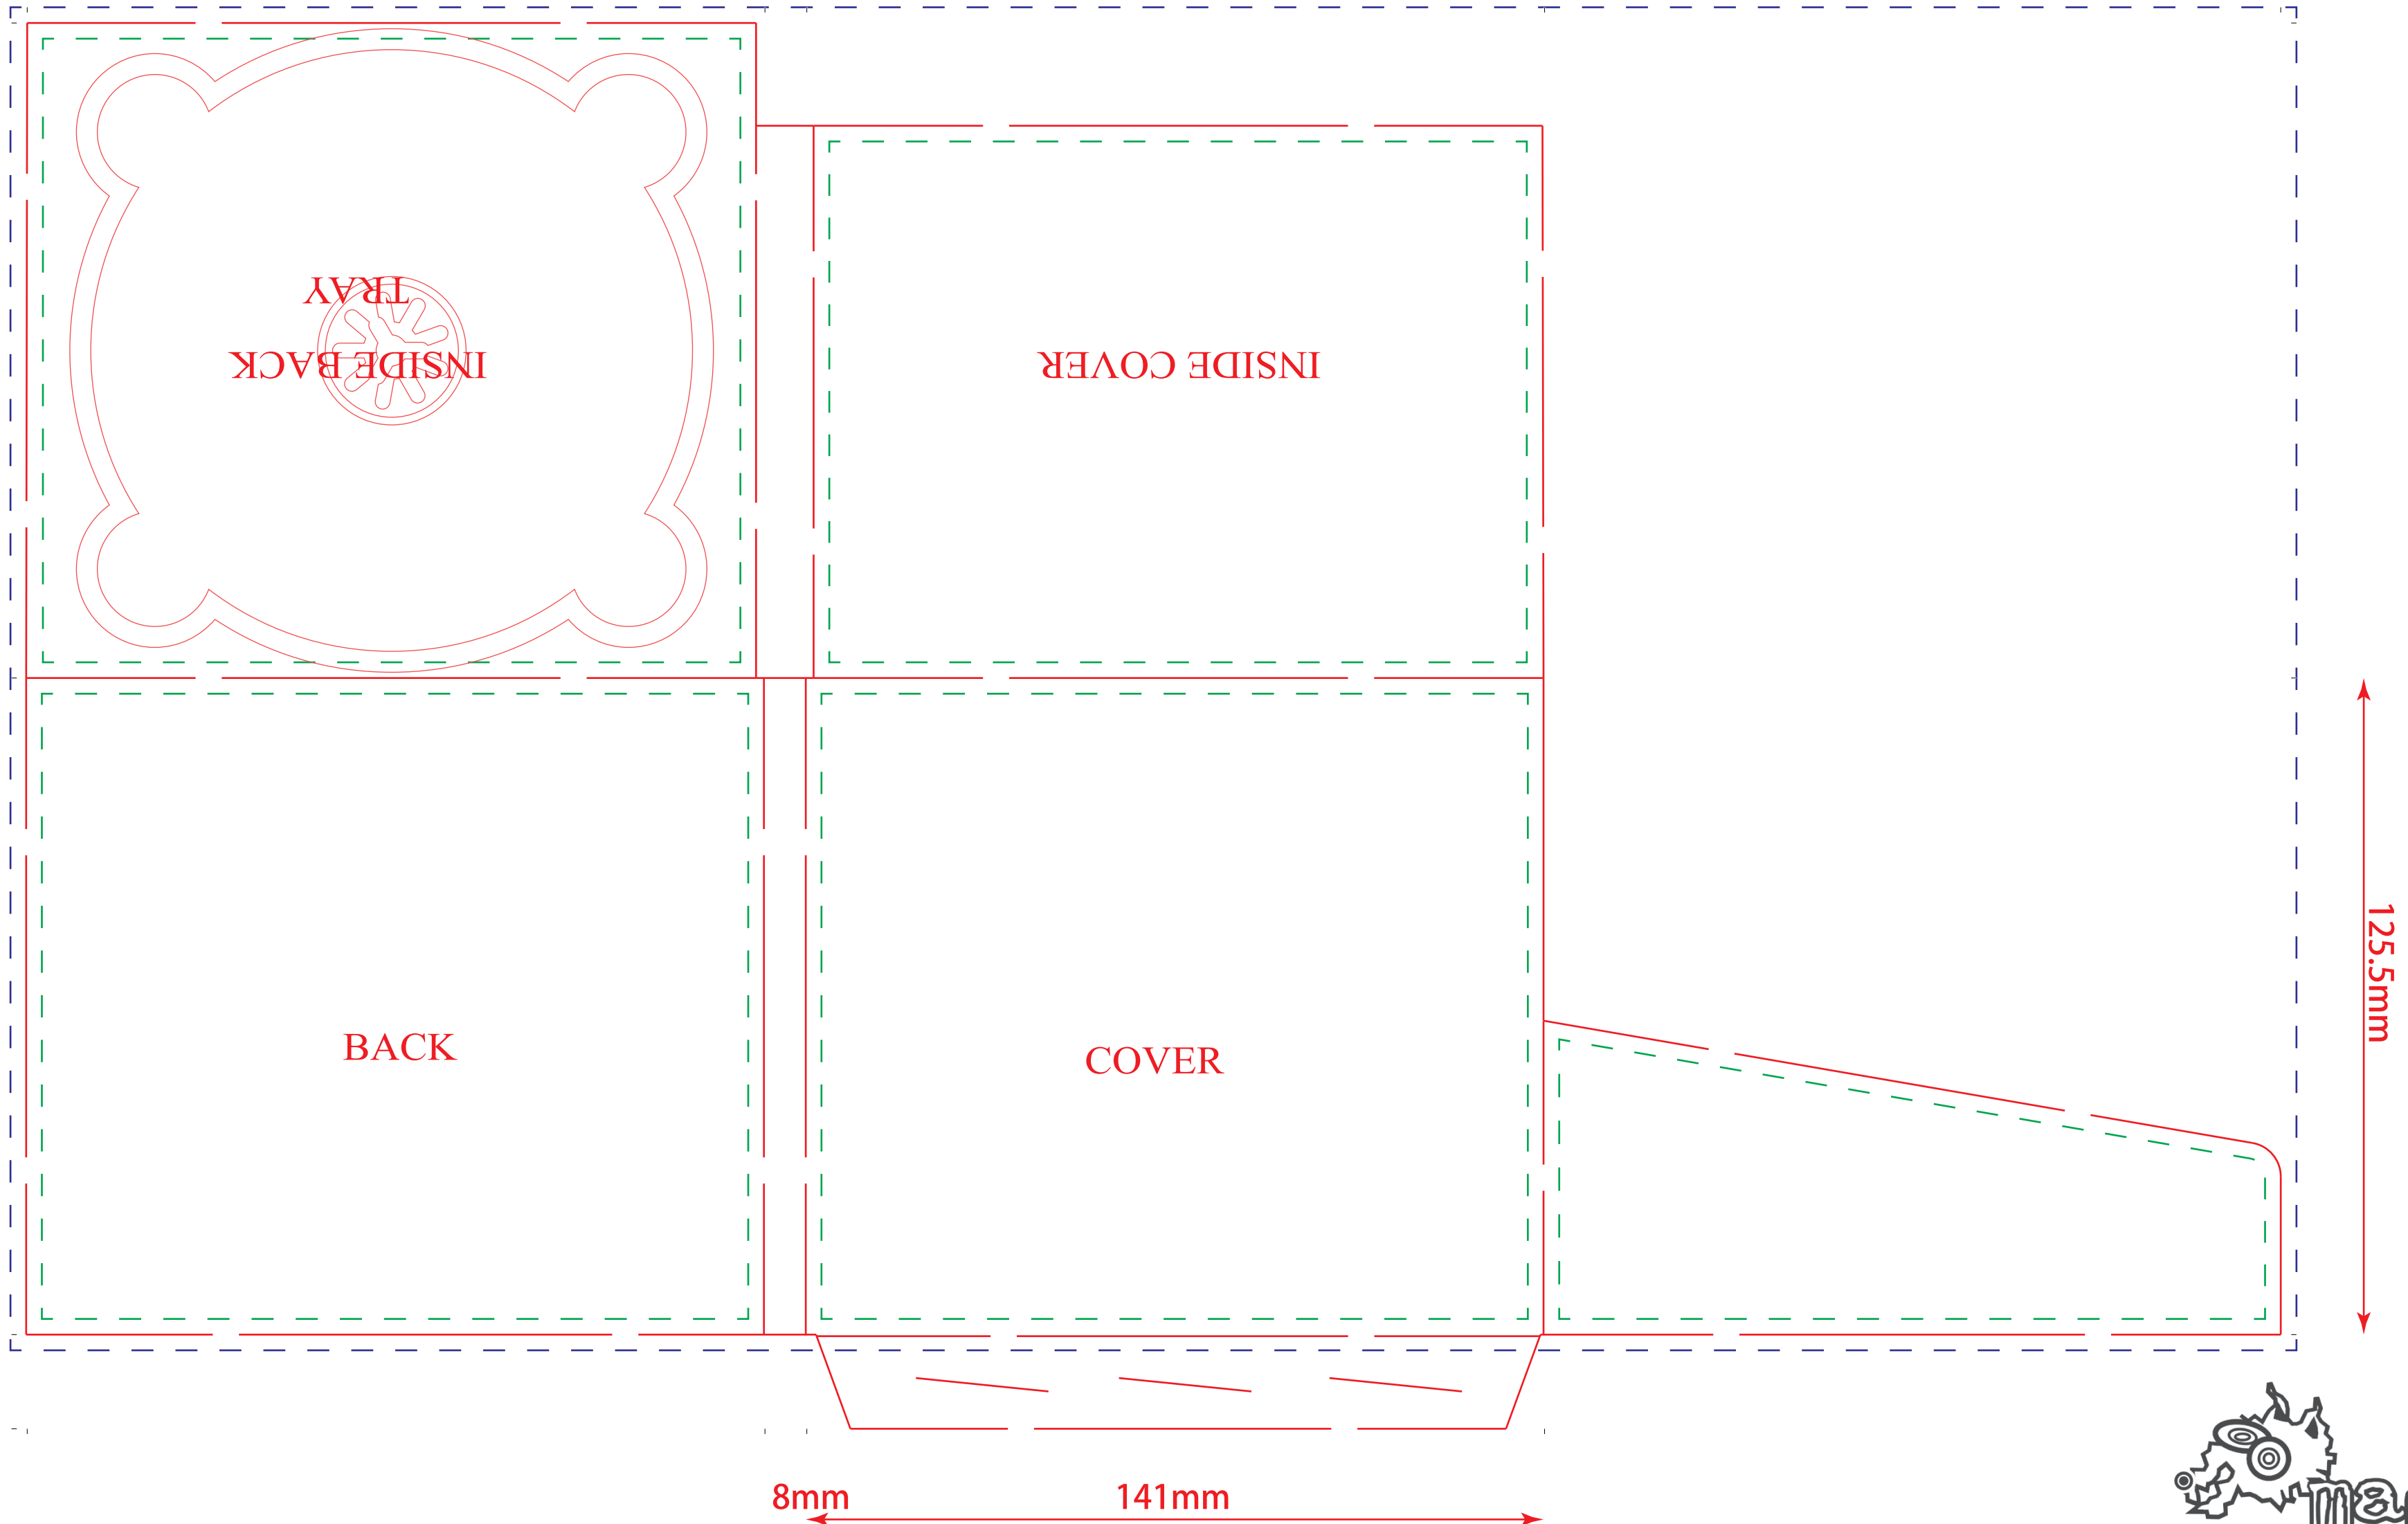 TRAY
INSIDE BACK
INSIDE COVER
BACK
COVER
125.5mm
8mm
141mm